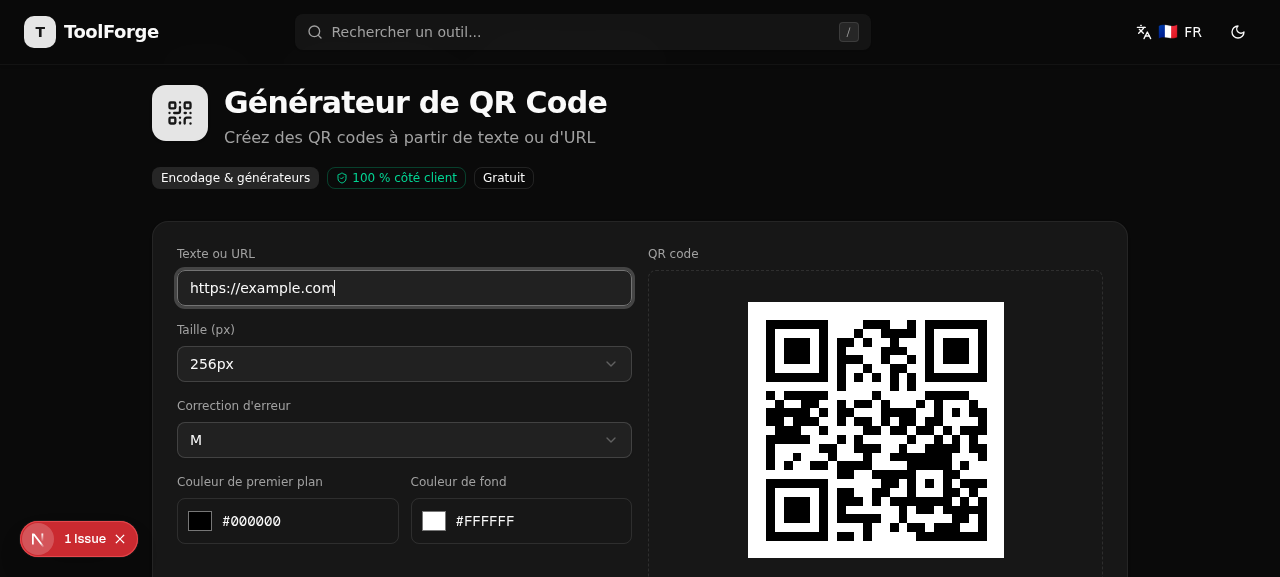 T ToolForge
Rechercher un outil...
/
FR
Générateur de QR Code
Créez des QR codes à partir de texte ou d'URL
Encodage & générateurs
100 % côté client
Gratuit
Texte ou URL
https://example.com
Taille (px)
256px
Correction d'erreur
M
Couleur de premier plan
#000000
Couleur de fond
#FFFFFF
QR code
N 1 Issue